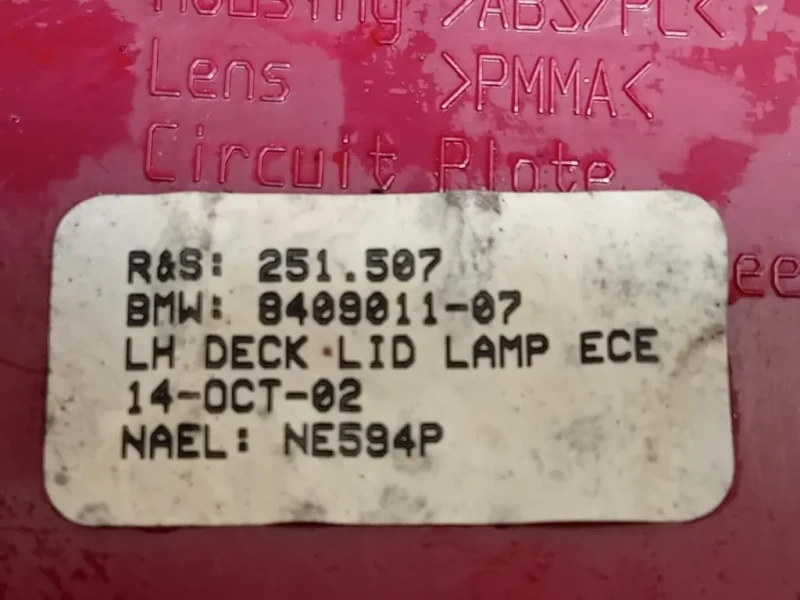 Housing >ABS/PC<
Lens >PMMA<
Circuit Plate
ee
R&S: 251.507
BMW: 8409011-07
LH DECK LID LAMP ECE
14-OCT-02
NAEL: NE594P